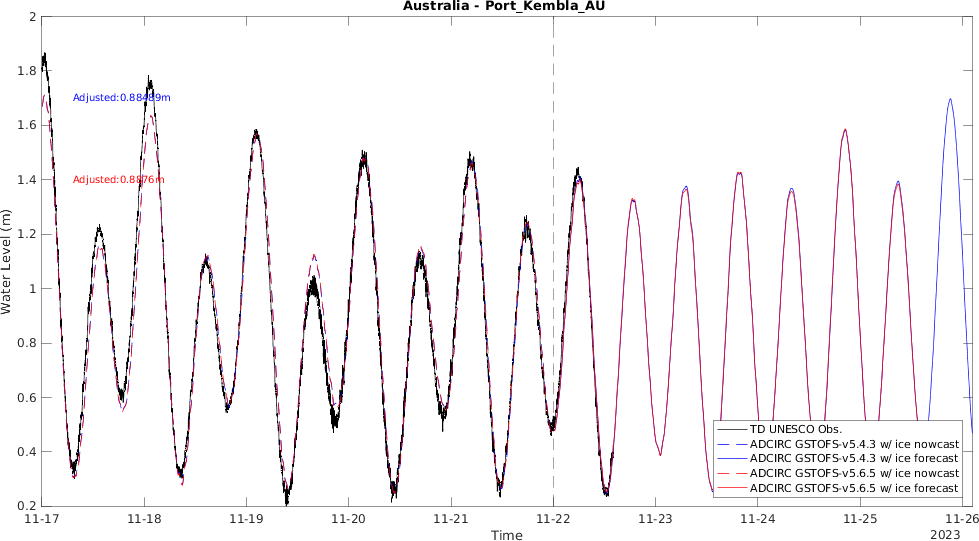 Australia - Port_Kembla_AU
Water Level (m)
2
1.8
1.6
1.4
1.2
1
0.8
0.6
0.4
0.2
Adjusted:0.88489m
Adjusted:0.8876m
TD UNESCO Obs.
ADCIRC GSTOFS-v5.4.3 w/ ice nowcast
ADCIRC GSTOFS-v5.4.3 w/ ice forecast
ADCIRC GSTOFS-v5.6.5 w/ ice nowcast
ADCIRC GSTOFS-v5.6.5 w/ ice forecast
11-17 11-18 11-19 11-20 11-21 11-22 11-23 11-24 11-25 11-26
Time
2023